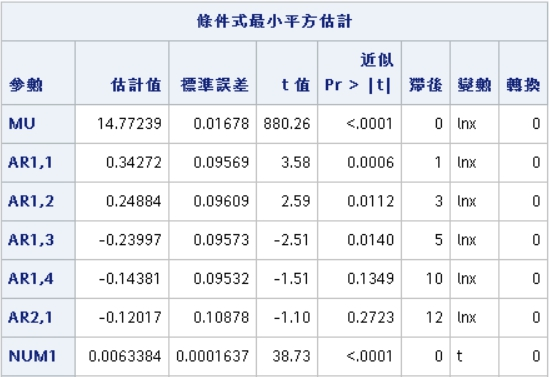 條件式最小平方估計
參數 估計值 標準誤差 t 值 近似 Pr > |t| 滯後 變數 轉換
MU 14.77239 0.01678 880.26 <.0001 0 lnx 0
AR1,1 0.34272 0.09569 3.58 0.0006 1 lnx 0
AR1,2 0.24884 0.09609 2.59 0.0112 3 lnx 0
AR1,3 -0.23997 0.09573 -2.51 0.0140 5 lnx 0
AR1,4 -0.14381 0.09532 -1.51 0.1349 10 lnx 0
AR2,1 -0.12017 0.10878 -1.10 0.2723 12 lnx 0
NUM1 0.0063384 0.0001637 38.73 <.0001 0 t 0